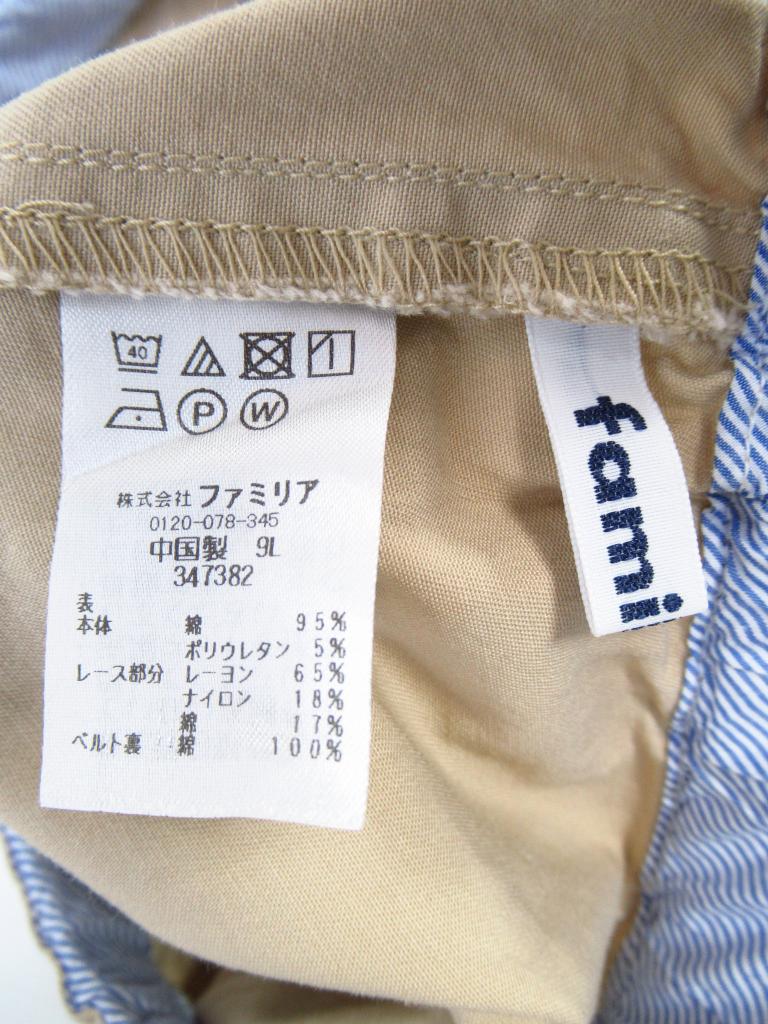 40
P W
株式会社 ファミリア
0120-078-345
中国製 9L
347382
表
本体 綿 95%
ポリウレタン 5%
レース部分 レーヨン 65%
ナイロン 18%
綿 17%
ベルト裏 綿 100%
fami